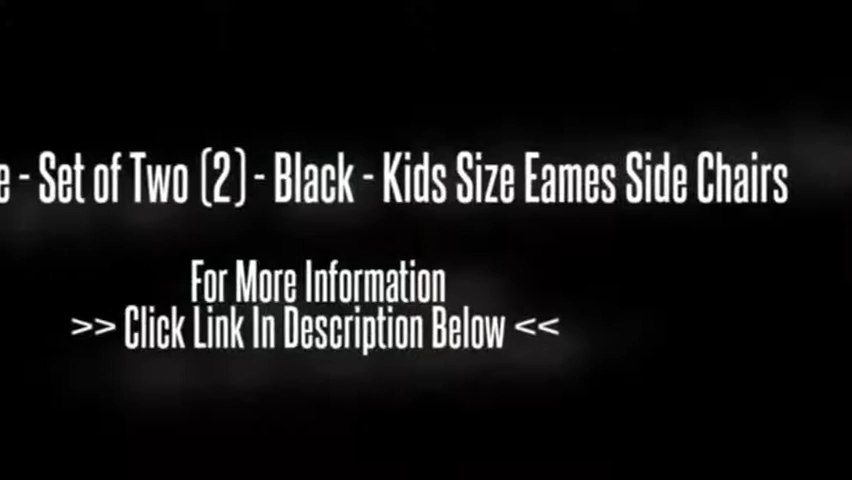 e - Set of Two (2) - Black - Kids Size Eames Side Chairs
For More Information
>> Click Link In Description Below <<